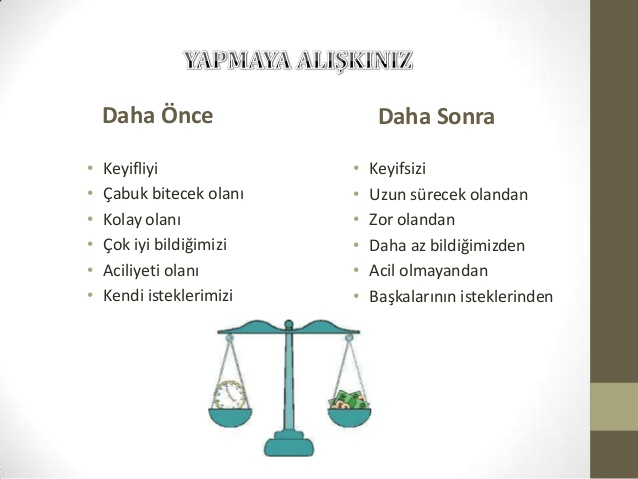 YAPMAYA ALIŞKINIZ
Daha Önce
• Keyifliyi
• Çabuk bitecek olanı
• Kolay olanı
• Çok iyi bildiğimizi
• Aciliyeti olanı
• Kendi isteklerimizi
Daha Sonra
• Keyifsizi
• Uzun sürecek olandan
• Zor olandan
• Daha az bildiğimizden
• Acil olmayandan
• Başkalarının isteklerinden